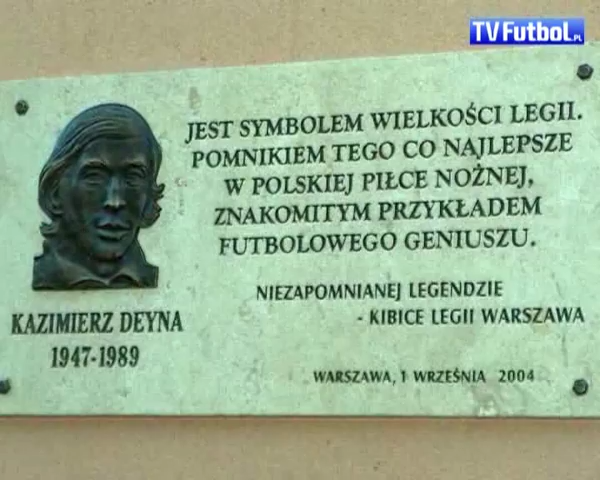 TVFutbol.PL
JEST SYMBOLEM WIELKOŚCI LEGII.
POMNIKIEM TEGO CO NAJLEPSZE
W POLSKIEJ PIŁCE NOŻNEJ,
ZNAKOMITYM PRZYKŁADEM
FUTBOLOWEGO GENIUSZU.
NIEZAPOMNIANEJ LEGENDZIE
- KIBICE LEGII WARSZAWA
KAZIMIERZ DEYNA
1947-1989
WARSZAWA, 1 WRZEŚNIA 2004